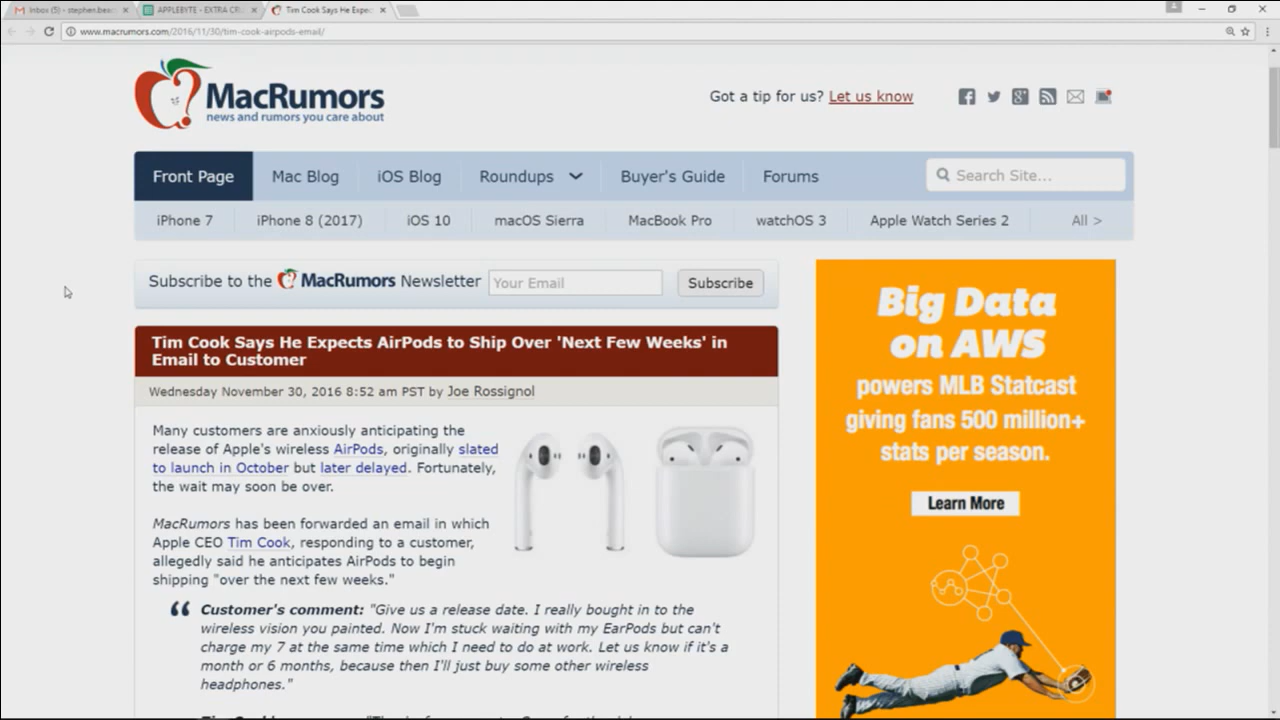 Inbox (5) - stephen.bea
APPLEBYTE - EXTRA CR
Tim Cook Says He Expec
www.macrumors.com/2016/11/30/tim-cook-airpods-email/
MacRumors
news and rumors you care about
Got a tip for us? Let us know
Front Page Mac Blog iOS Blog Roundups Buyer's Guide Forums Search Site...
iPhone 7 iPhone 8 (2017) iOS 10 macOS Sierra MacBook Pro watchOS 3 Apple Watch Series 2 All >
Subscribe to the MacRumors Newsletter Your Email Subscribe
Tim Cook Says He Expects AirPods to Ship Over 'Next Few Weeks' in
Email to Customer
Wednesday November 30, 2016 8:52 am PST by Joe Rossignol
Many customers are anxiously anticipating the
release of Apple's wireless AirPods, originally slated
to launch in October but later delayed. Fortunately,
the wait may soon be over.
MacRumors has been forwarded an email in which
Apple CEO Tim Cook, responding to a customer,
allegedly said he anticipates AirPods to begin
shipping "over the next few weeks."
“ Customer's comment: "Give us a release date. I really bought in to the
wireless vision you painted. Now I'm stuck waiting with my EarPods but can't
charge my 7 at the same time which I need to do at work. Let us know if it's a
month or 6 months, because then I'll just buy some other wireless
headphones."
Big Data
on AWS
powers MLB Statcast
giving fans 500 million+
stats per season.
Learn More